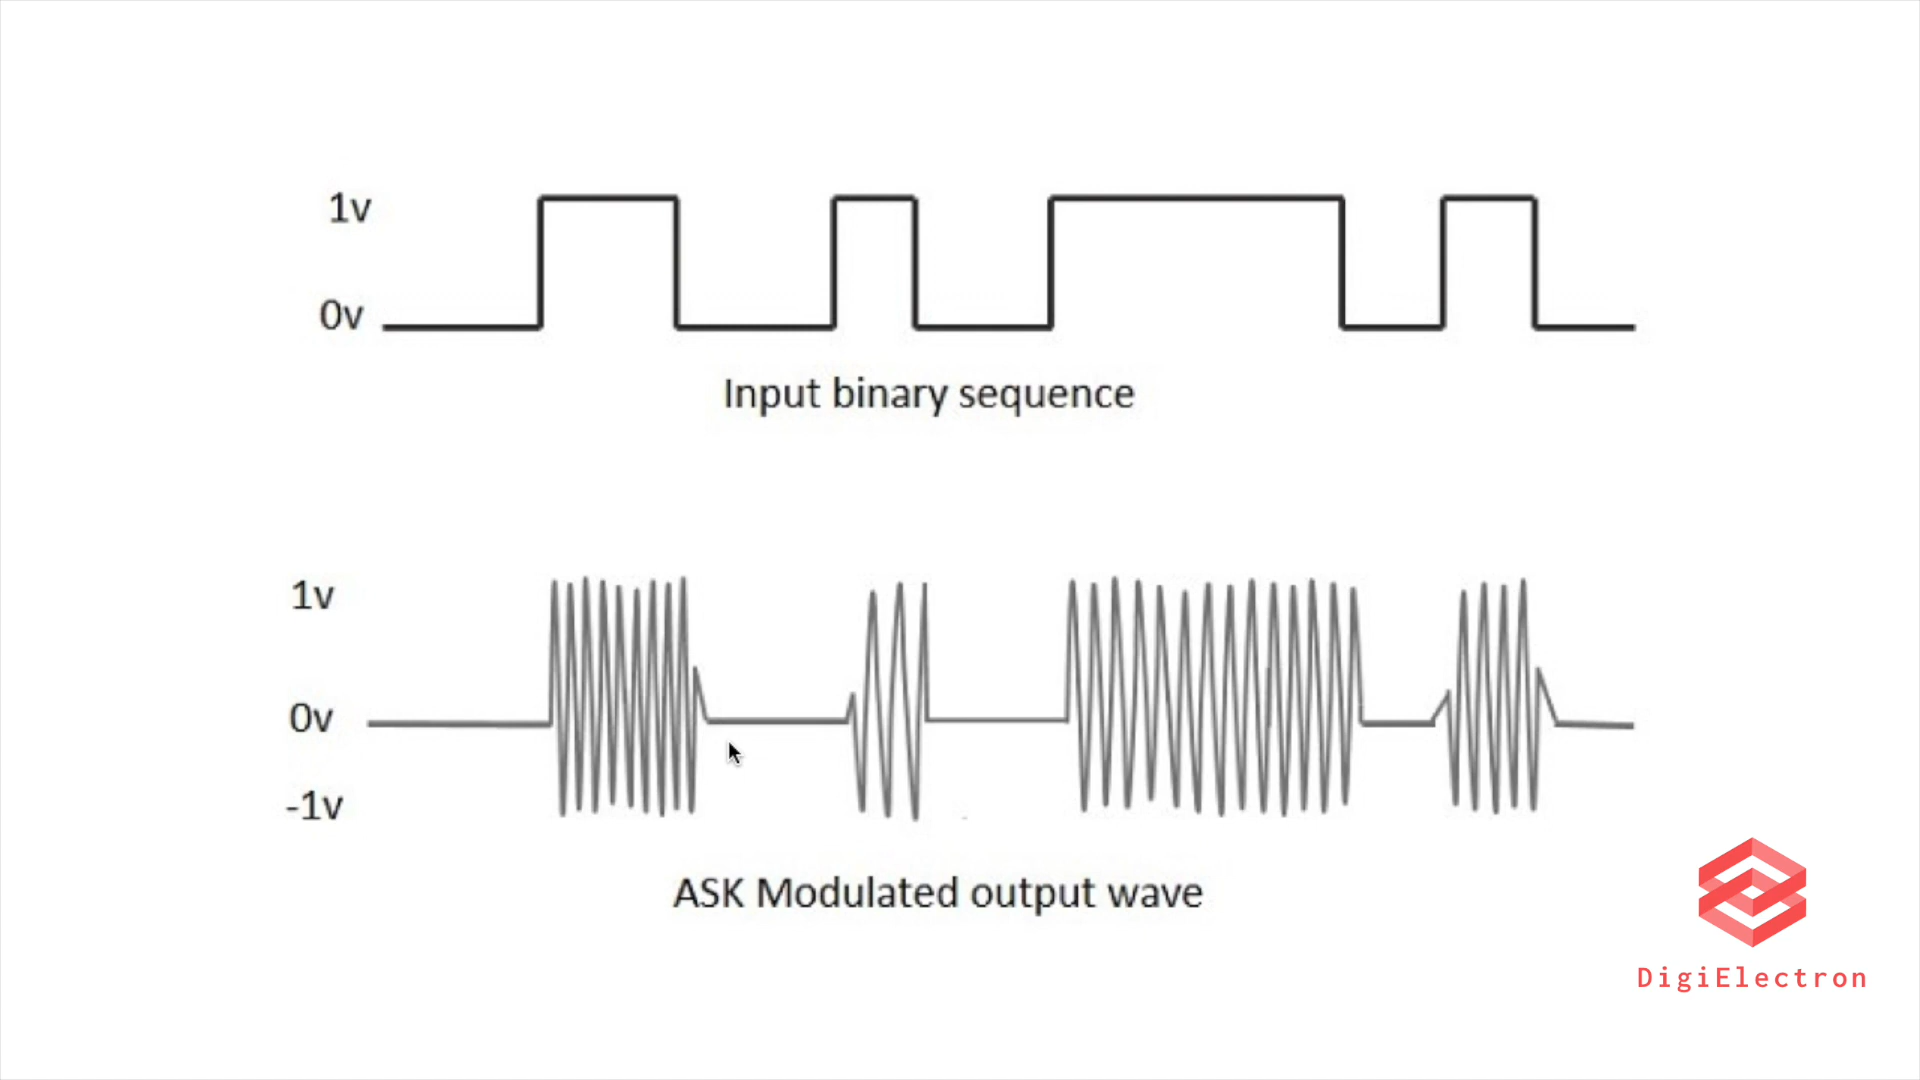 1v
0v
Input binary sequence
1v
0v
-1v
ASK Modulated output wave
DigiElectron